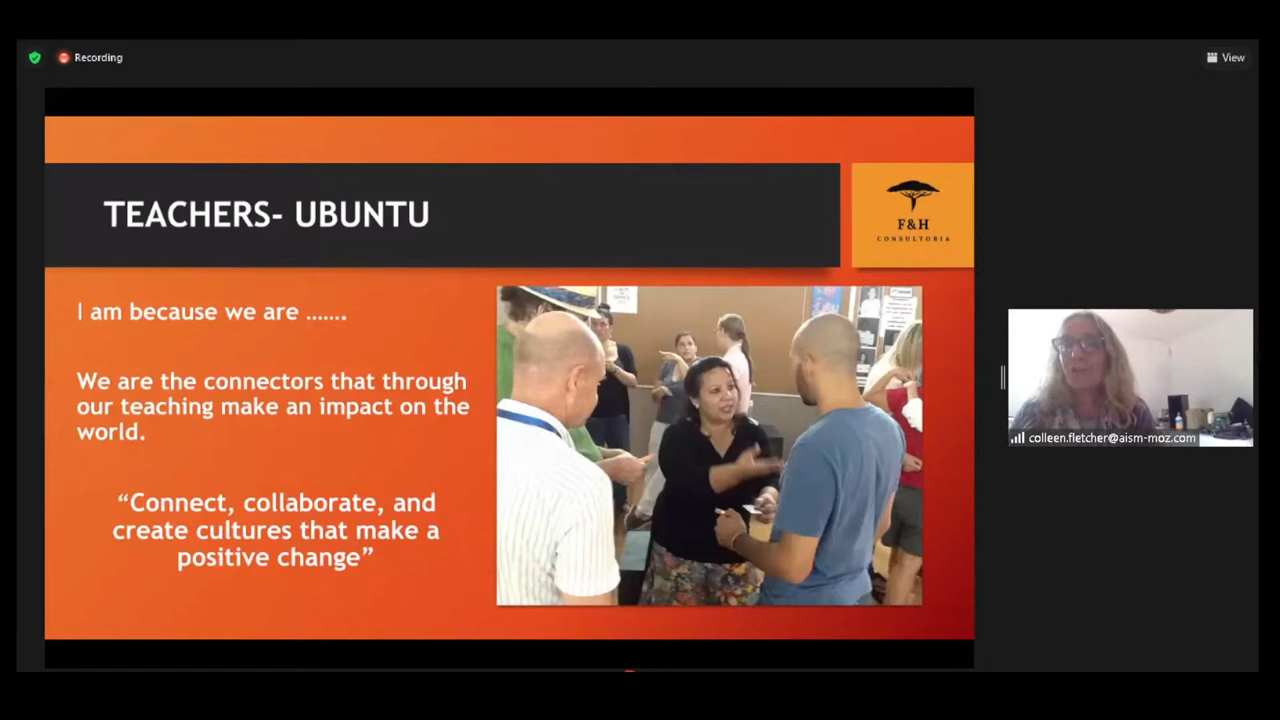 Recording
View
TEACHERS- UBUNTU
F&H
CONSULTORIA
I am because we are …….
We are the connectors that through
our teaching make an impact on the
world.
“Connect, collaborate, and
create cultures that make a
positive change”
colleen.fletcher@aism-moz.com